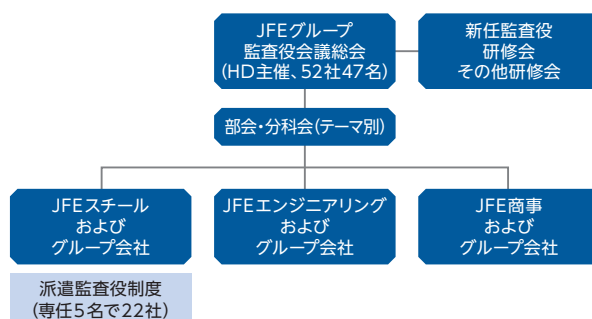 JFEグループ
監査役会議総会
(HD主催、52社47名)
新任監査役
研修会
その他研修会
部会・分科会(テーマ別)
JFEスチール
および
グループ会社
JFEエンジニアリング
および
グループ会社
JFE商事
および
グループ会社
派遣監査役制度
(専任5名で22社)